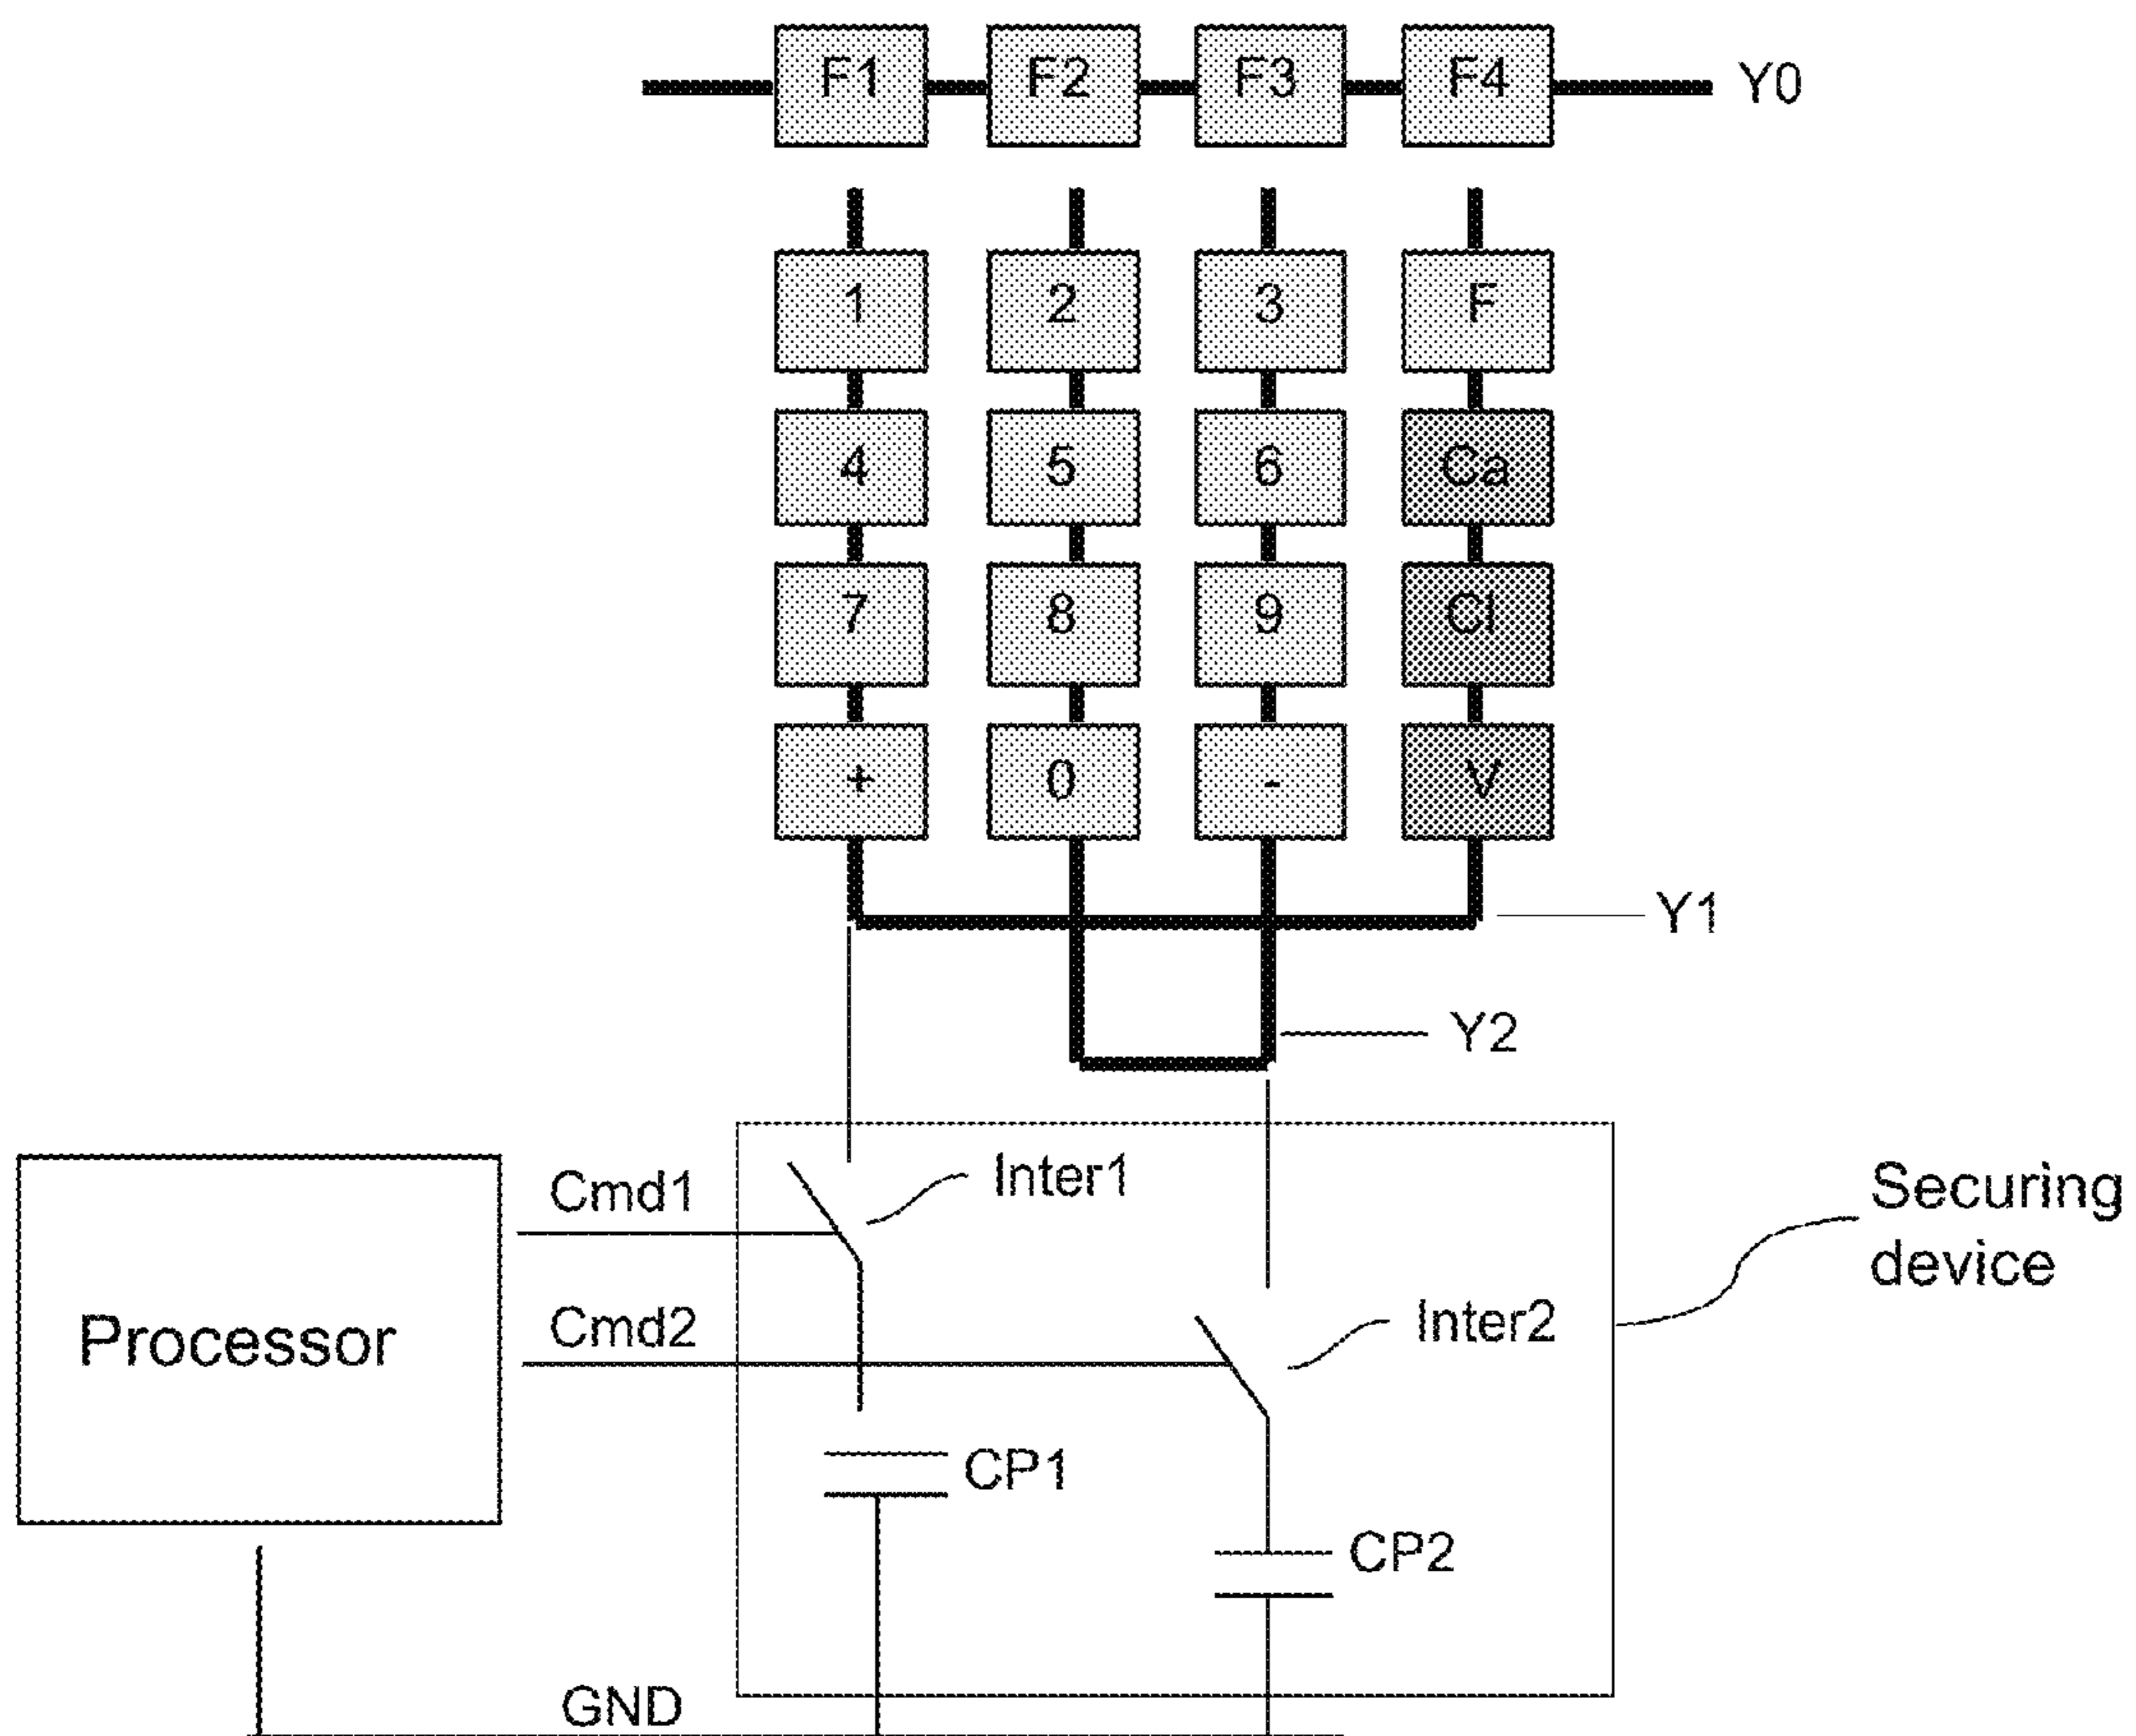 F1 F2 F3 F4 Y0
1 2 3 F
4 5 6 Ca
7 8 9 Cl
+ 0 - V
Y1
Y2
Cmd1
Inter1
Securing
device
Cmd2
Inter2
Processor
CP1
CP2
GND